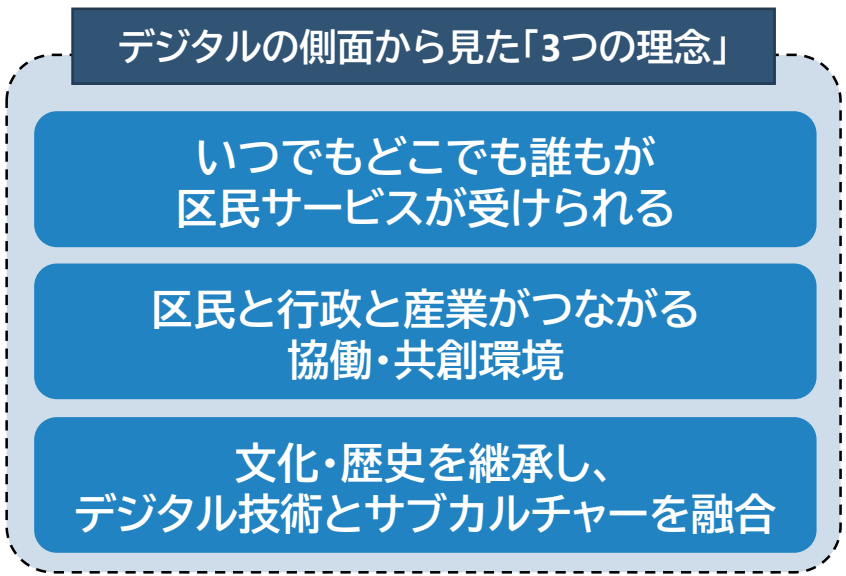 デジタルの側面から見た「3つの理念」
いつでもどこでも誰もが
区民サービスが受けられる
区民と行政と産業がつながる
協働・共創環境
文化・歴史を継承し、
デジタル技術とサブカルチャーを融合